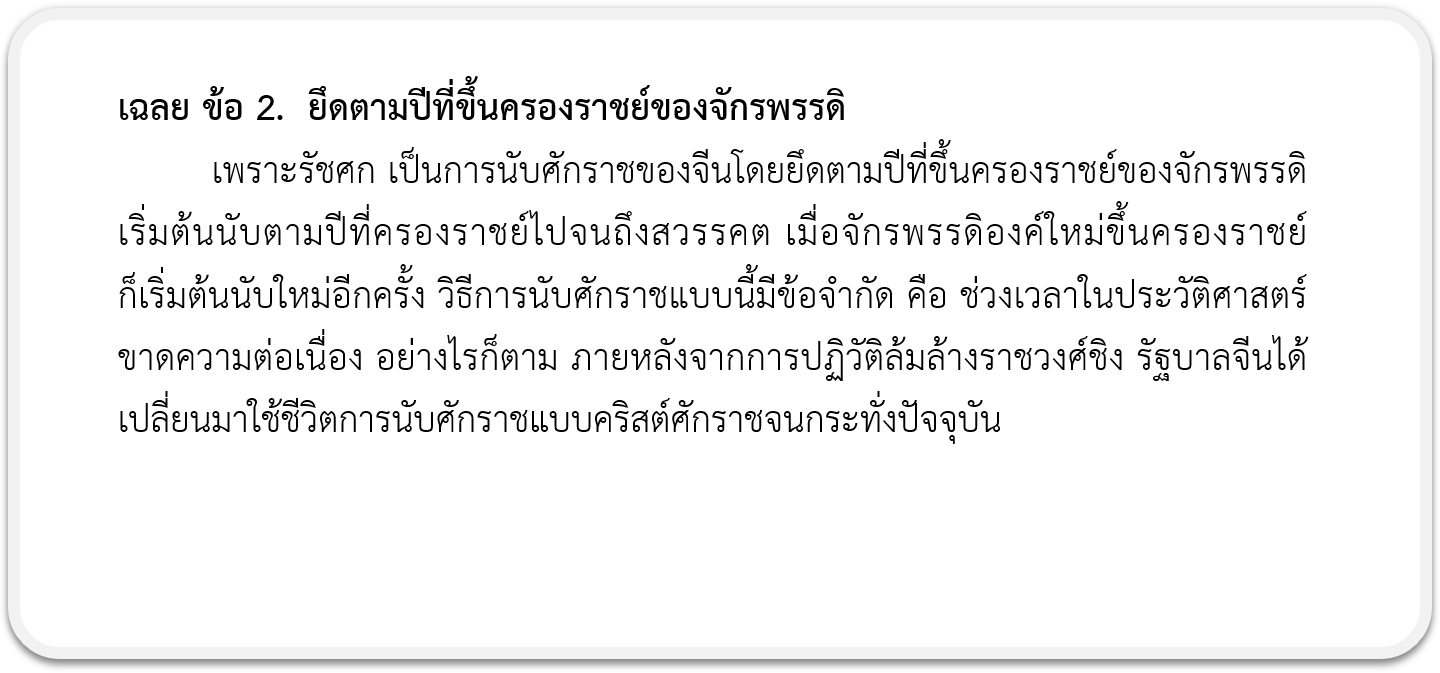 เฉลย ข้อ 2. ยึดตามปีที่ขึ้นครองราชย์ของจักรพรรดิ
เพราะรัชศก เป็นการนับศักราชของจีนโดยยึดตามปีที่ขึ้นครองราชย์ของจักรพรรดิ
เริ่มต้นนับตามปีที่ครองราชย์ไปจนถึงสวรรคต เมื่อจักรพรรดิองค์ใหม่ขึ้นครองราชย์
ก็เริ่มต้นนับใหม่อีกครั้ง วิธีการนับศักราชแบบนี้มีข้อจำกัด คือ ช่วงเวลาในประวัติศาสตร์
ขาดความต่อเนื่อง อย่างไรก็ตาม ภายหลังจากการปฏิวัติล้มล้างราชวงศ์ชิง รัฐบาลจีนได้
เปลี่ยนมาใช้ชีวิตการนับศักราชแบบคริสต์ศักราชจนกระทั่งปัจจุบัน